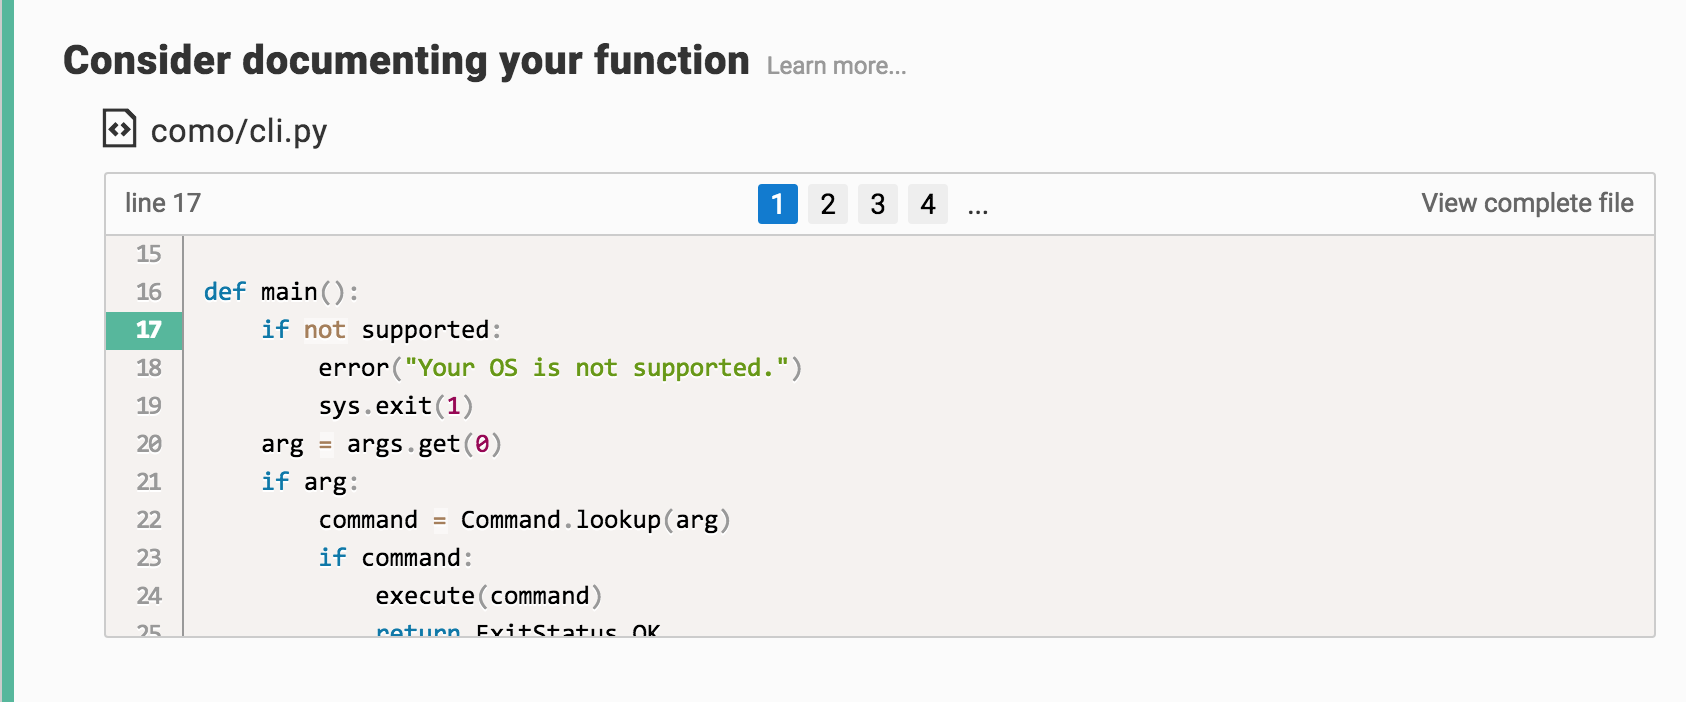 Consider documenting your function Learn more...
como/cli.py
line 17 1 2 3 4 ... View complete file
15
16 def main():
17     if not supported:
18         error("Your OS is not supported.")
19         sys.exit(1)
20     arg = args.get(0)
21     if arg:
22         command = Command.lookup(arg)
23         if command:
24             execute(command)
25             return ExitStatus.OK